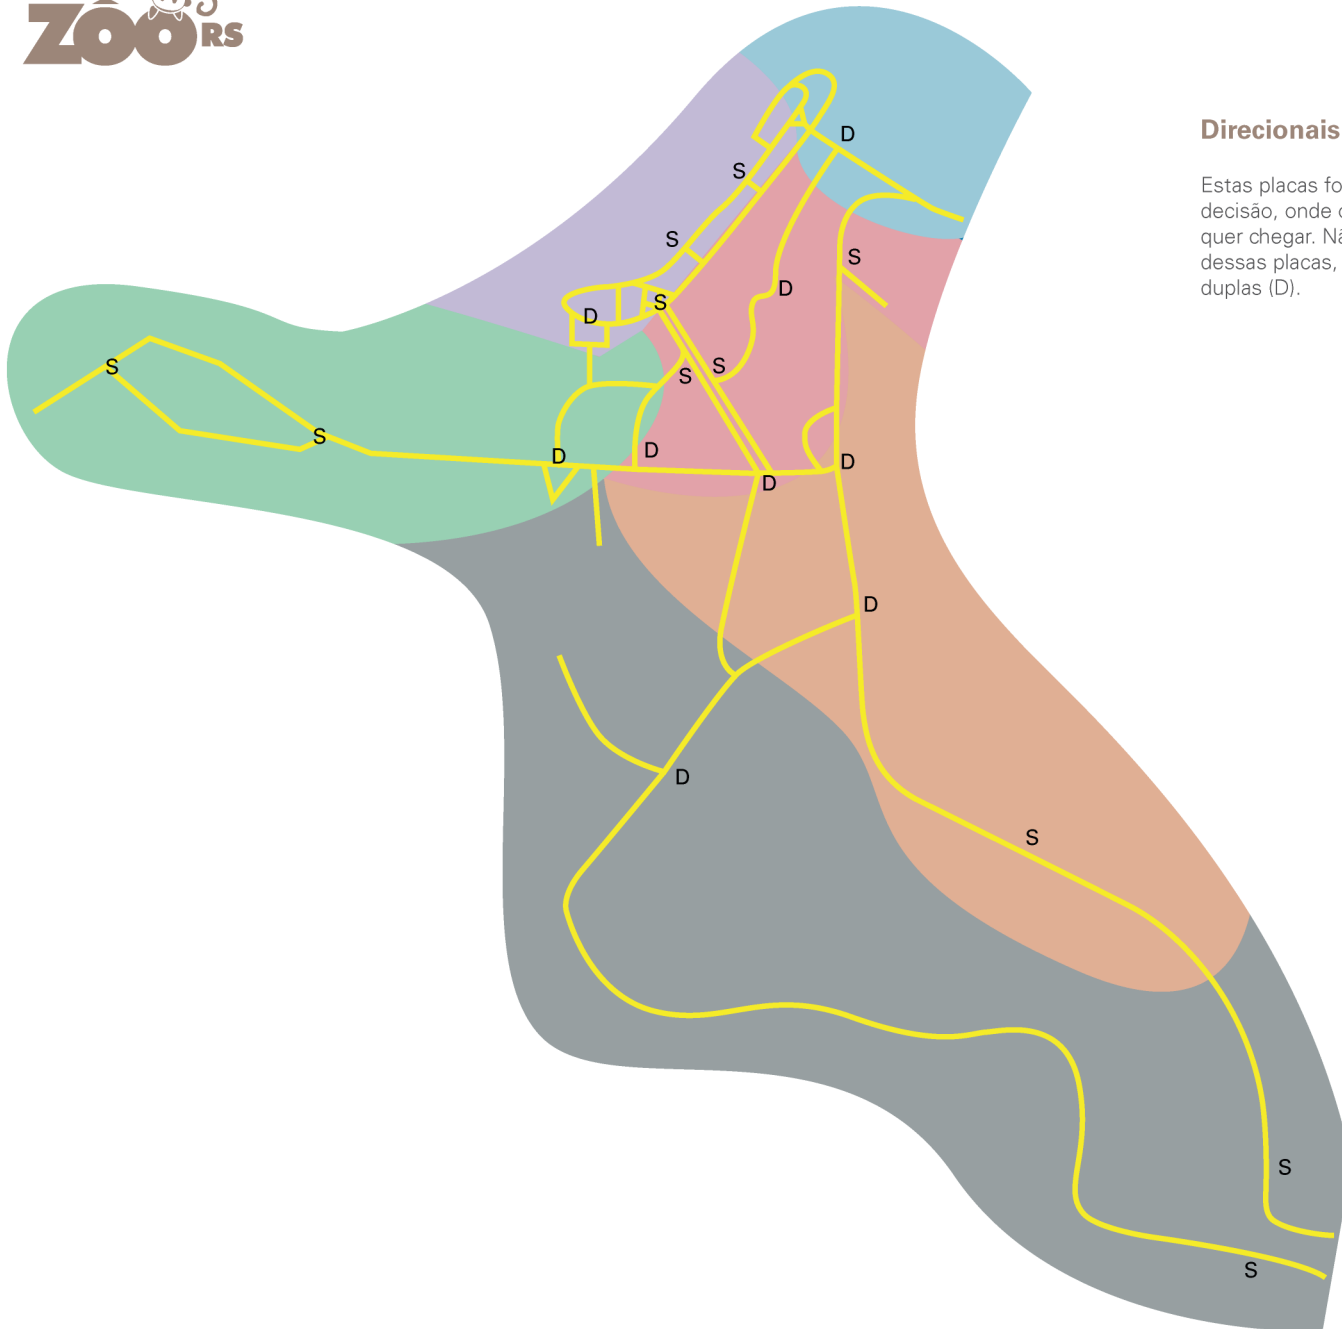 ZOO RS
D
Direcionais
S
Estas placas fo
decisão, onde
quer chegar. Nã
dessas placas,
duplas (D).
S
S
D
S
D
S
S
S
S
D
D
D
D
D
D
S
S
S